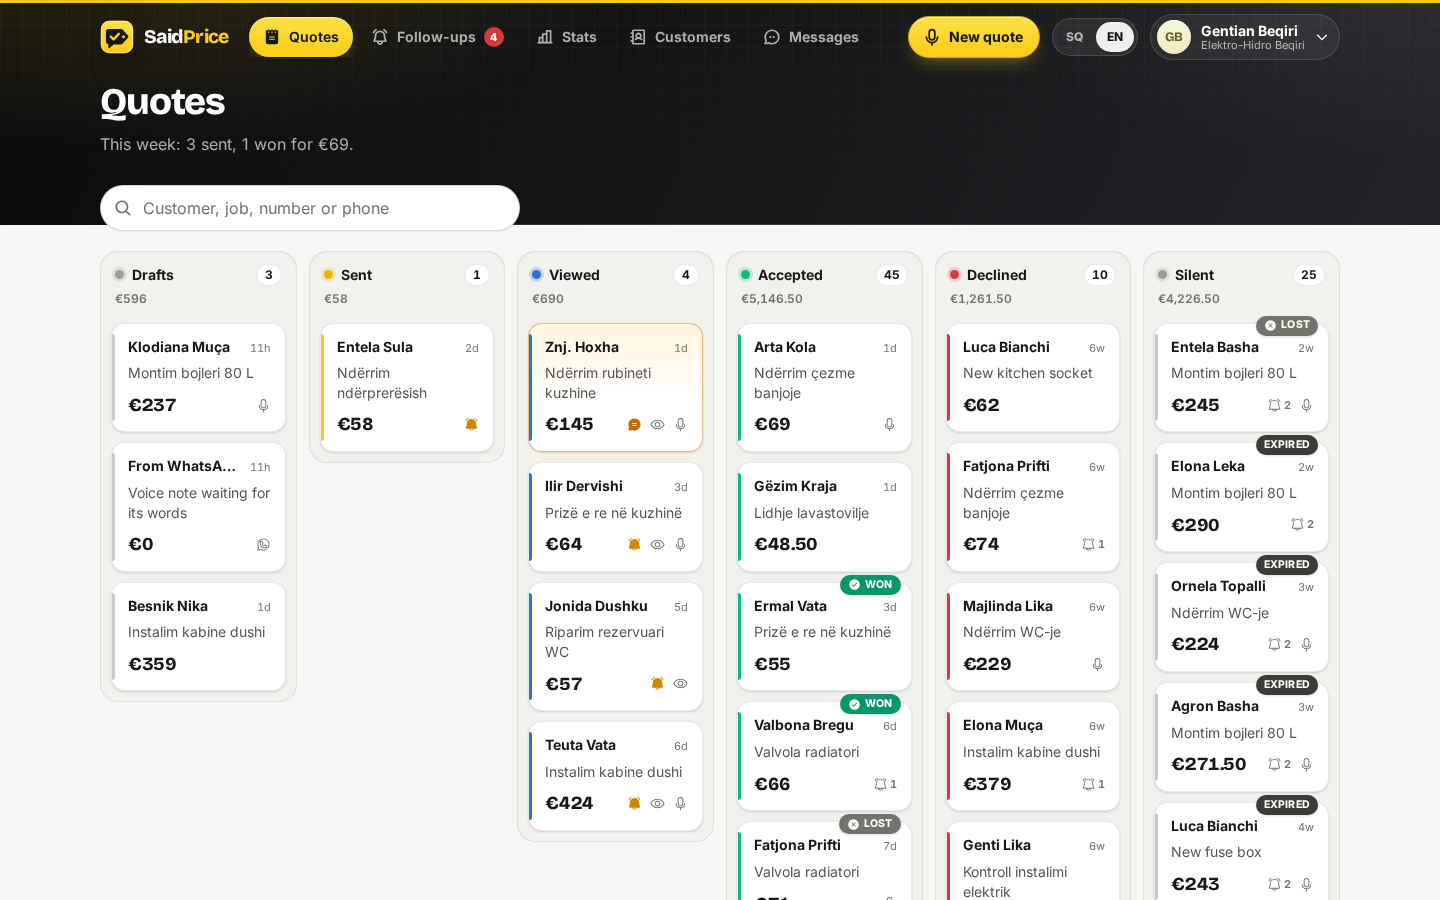 SaidPrice
Quotes
Follow-ups 4
Stats
Customers
Messages
New quote
SQ EN
GB
Gentian Beqiri
Elektro-Hidro Beqiri
Quotes
This week: 3 sent, 1 won for €69.
Customer, job, number or phone
Drafts 3
€596
Klodiana Muça 11h
Montim bojleri 80 L
€237
From WhatsA... 11h
Voice note waiting for
its words
€0
Besnik Nika 1d
Instalim kabine dushi
€359
Sent 1
€58
Entela Sula 2d
Ndërrim
ndërprerësish
€58
Viewed 4
€690
Znj. Hoxha 1d
Ndërrim rubineti
kuzhine
€145
Ilir Dervishi 3d
Prizë e re në kuzhinë
€64
Jonida Dushku 5d
Riparim rezervuari
WC
€57
Teuta Vata 6d
Instalim kabine dushi
€424
Accepted 45
€5,146.50
Arta Kola 1d
Ndërrim çezme
banjoje
€69
Gëzim Kraja 1d
Lidhje lavastovilje
€48.50
WON
Ermal Vata 3d
Prizë e re në kuzhinë
€55
WON
Valbona Bregu 6d
Valvola radiatori
€66 1
LOST
Fatjona Prifti 7d
Valvola radiatori
Declined 10
€1,261.50
Luca Bianchi 6w
New kitchen socket
€62
Fatjona Prifti 6w
Ndërrim çezme
banjoje
€74 1
Majlinda Lika 6w
Ndërrim WC-je
€229
Elona Muça 6w
Instalim kabine dushi
€379 1
Genti Lika 6w
Kontroll instalimi
elektrik
Silent 25
€4,226.50
LOST
Entela Basha 2w
Montim bojleri 80 L
€245 2
EXPIRED
Elona Leka 2w
Montim bojleri 80 L
€290 2
EXPIRED
Ornela Topalli 3w
Ndërrim WC-je
€224 2
EXPIRED
Agron Basha 3w
Montim bojleri 80 L
€271.50 2
EXPIRED
Luca Bianchi 4w
New fuse box
€243 2